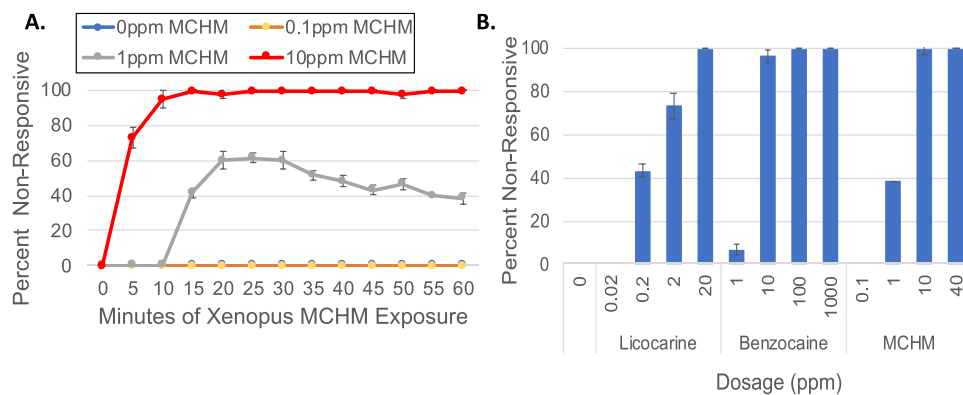 A.
0ppm MCHM 0.1ppm MCHM
1ppm MCHM 10ppm MCHM
Percent Non-Responsive
100
80
60
40
20
0
0 5 10 15 20 25 30 35 40 45 50 55 60
Minutes of Xenopus MCHM Exposure
B.
Percent Non-Responsive
100
80
60
40
20
0
0 0.02 0.2 2 20 1 10 100 1000 0.1 1 10 40
Licocarine Benzocaine MCHM
Dosage (ppm)